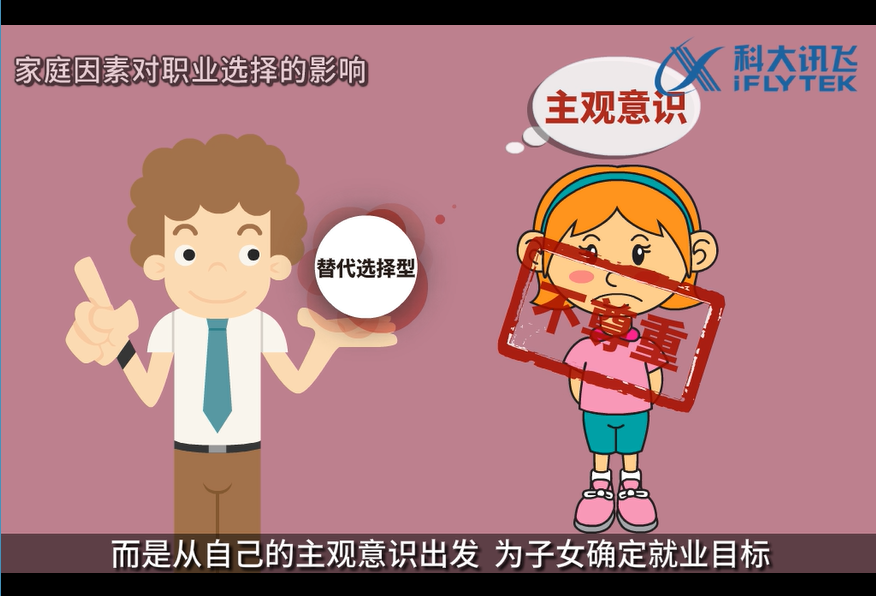 家庭因素对职业选择的影响
科大讯飞
iFLYTEK
主观意识
替代选择型
不尊重
而是从自己的主观意识出发 为子女确定就业目标